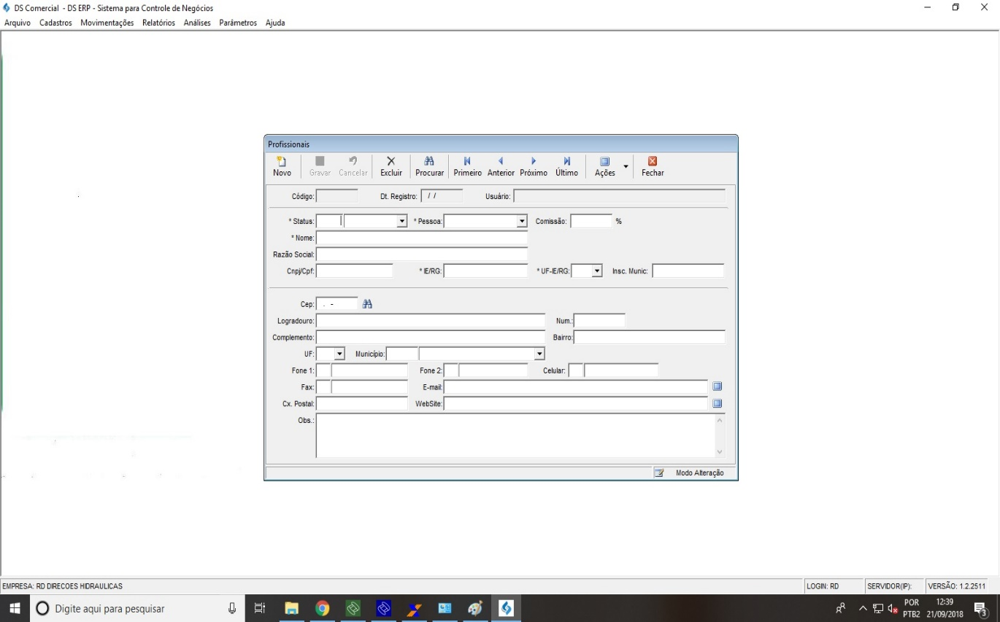 DS Comercial - DS ERP - Sistema para Controle de Negócios
Arquivo Cadastros Movimentações Relatórios Análises Parâmetros Ajuda
Profissionais
Novo Gravar Cancelar Excluir Procurar Primeiro Anterior Próximo Último Ações Fechar
Código: Dt. Registro: / / Usuário:
* Status: * Pessoa: Comissão: %
* Nome:
Razão Social:
Cnpj/Cpf: * IE/RG: * UF-IE/RG: Insc. Munic:
Cep: . -
Logradouro: Num.:
Complemento: Bairro:
UF: Município:
Fone 1: Fone 2: Celular:
Fax: E-mail:
Cx. Postal: WebSite:
Obs.:
Modo Alteração
EMPRESA: RD DIRECOES HIDRAULICAS LOGIN: RD SERVIDOR(IP): VERSÃO: 1.2.2511
Digite aqui para pesquisar
POR 12:39
PTB2 21/09/2018 3